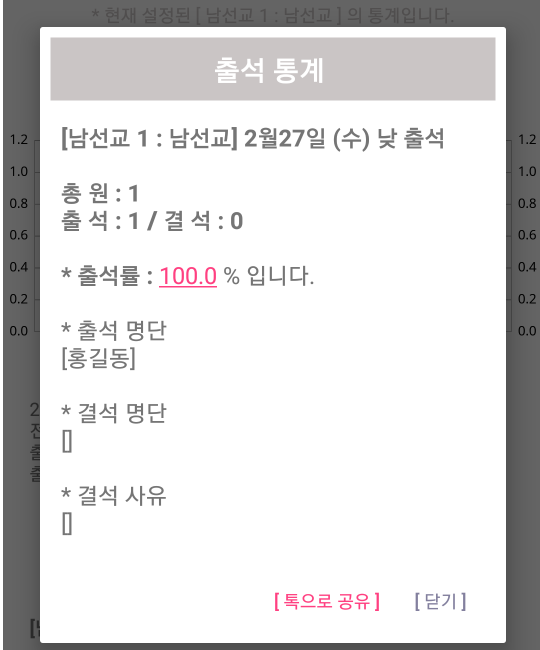 * 현재 설정된 [ 남선교 1 : 남선교 ] 의 통계입니다.
출석 통계
[남선교 1 : 남선교] 2월27일 (수) 낮 출석
총 원 : 1
출 석 : 1 / 결 석 : 0
* 출석률 : 100.0 % 입니다.
* 출석 명단
[홍길동]
* 결석 명단
[]
* 결석 사유
[]
[ 톡으로 공유 ] [ 닫기 ]
1.2 1.2
1.0 1.0
0.8 0.8
0.6 0.6
0.4 0.4
0.2 0.2
0.0 0.0